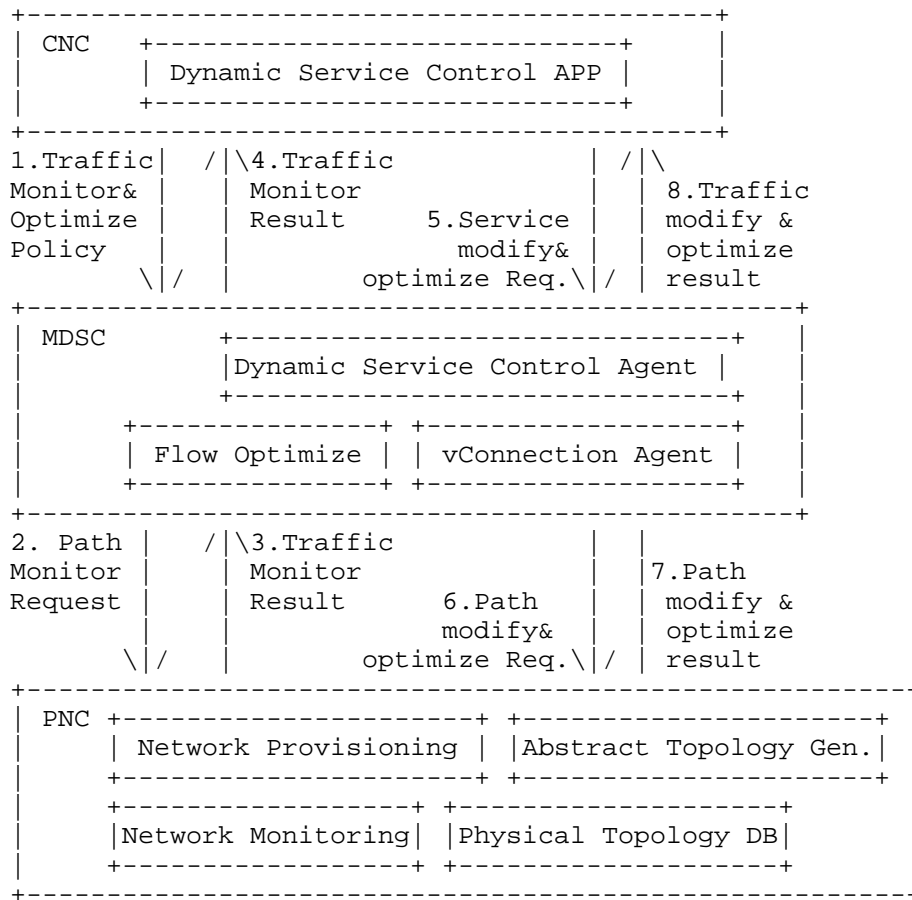 CNC
Dynamic Service Control APP
1.Traffic 4.Traffic
Monitor& Monitor 8.Traffic
Optimize Result 5.Service modify &
Policy modify& optimize
optimize Req. result
MDSC
Dynamic Service Control Agent
Flow Optimize vConnection Agent
2. Path 3.Traffic
Monitor Monitor 7.Path
Request Result 6.Path modify &
modify& optimize
optimize Req. result
PNC
Network Provisioning Abstract Topology Gen.
Network Monitoring Physical Topology DB